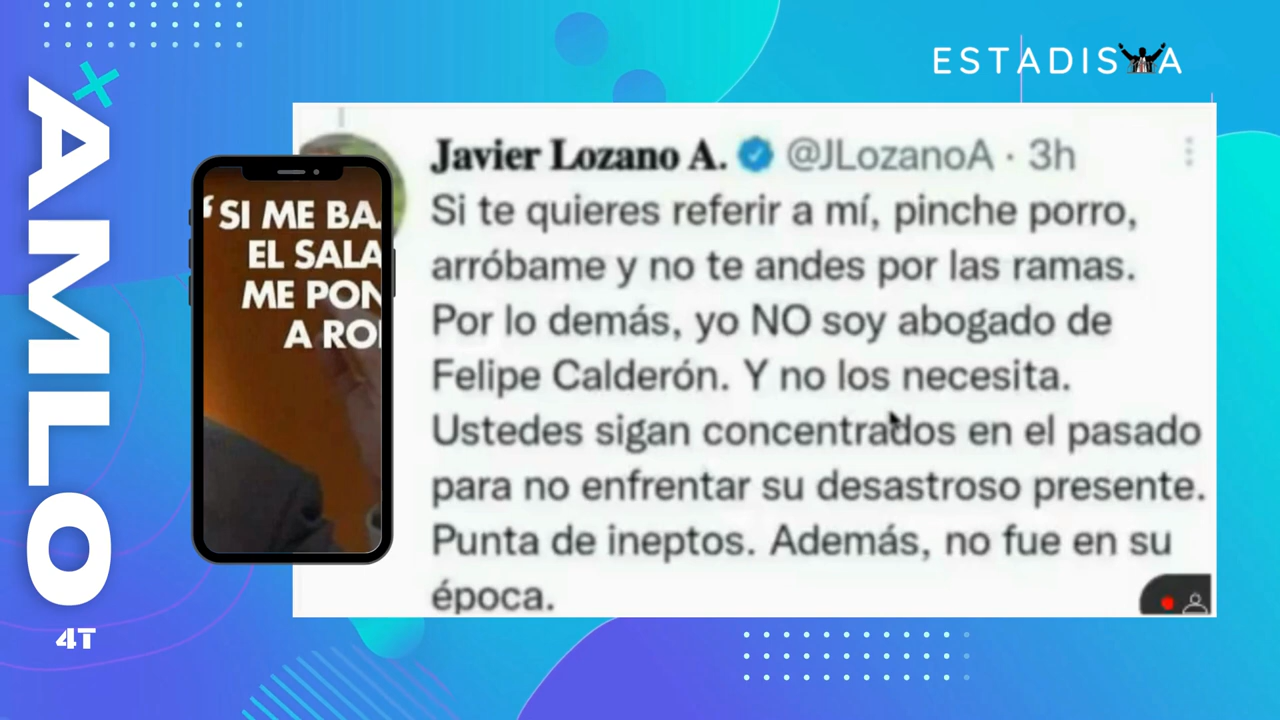 AMLO
4T
ESTADISTA
‘SI ME BA
EL SALA
ME PON
A RO
Javier Lozano A. @JLozanoA · 3h
Si te quieres referir a mí, pinche porro,
arróbame y no te andes por las ramas.
Por lo demás, yo NO soy abogado de
Felipe Calderón. Y no los necesita.
Ustedes sigan concentrados en el pasado
para no enfrentar su desastroso presente.
Punta de ineptos. Además, no fue en su
época.